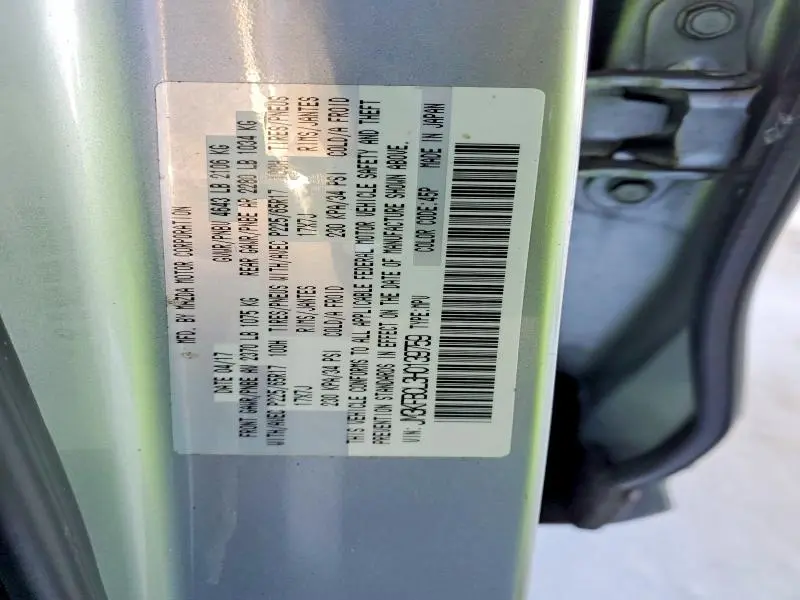 MFD. BY MAZDA MOTOR CORPORATION
DATE 04/17 GVWR/PNBV 4643 LB 2106 KG
FRONT GAWR/PNBE AV 2370 LB 1075 KG REAR GAWR/PNBE AR 2280 LB 1034 KG
WITH/AVEC P225/65R17 100H TIRES/PNEUS WITH/AVEC P225/65R17 100H TIRES/PNEUS
17X7J RIMS/JANTES 17X7J RIMS/JANTES
230 KPA/34 PSI COLD/A FROID 230 KPA/34 PSI COLD/A FROID
THIS VEHICLE CONFORMS TO ALL APPLICABLE FEDERAL MOTOR VEHICLE SAFETY AND THEFT
PREVENTION STANDARDS IN EFFECT ON THE DATE OF MANUFACTURE SHOWN ABOVE.
VIN: JM3KFBCL3H0139759 TYPE:MPV COLOR CODE:45P MADE IN JAPAN